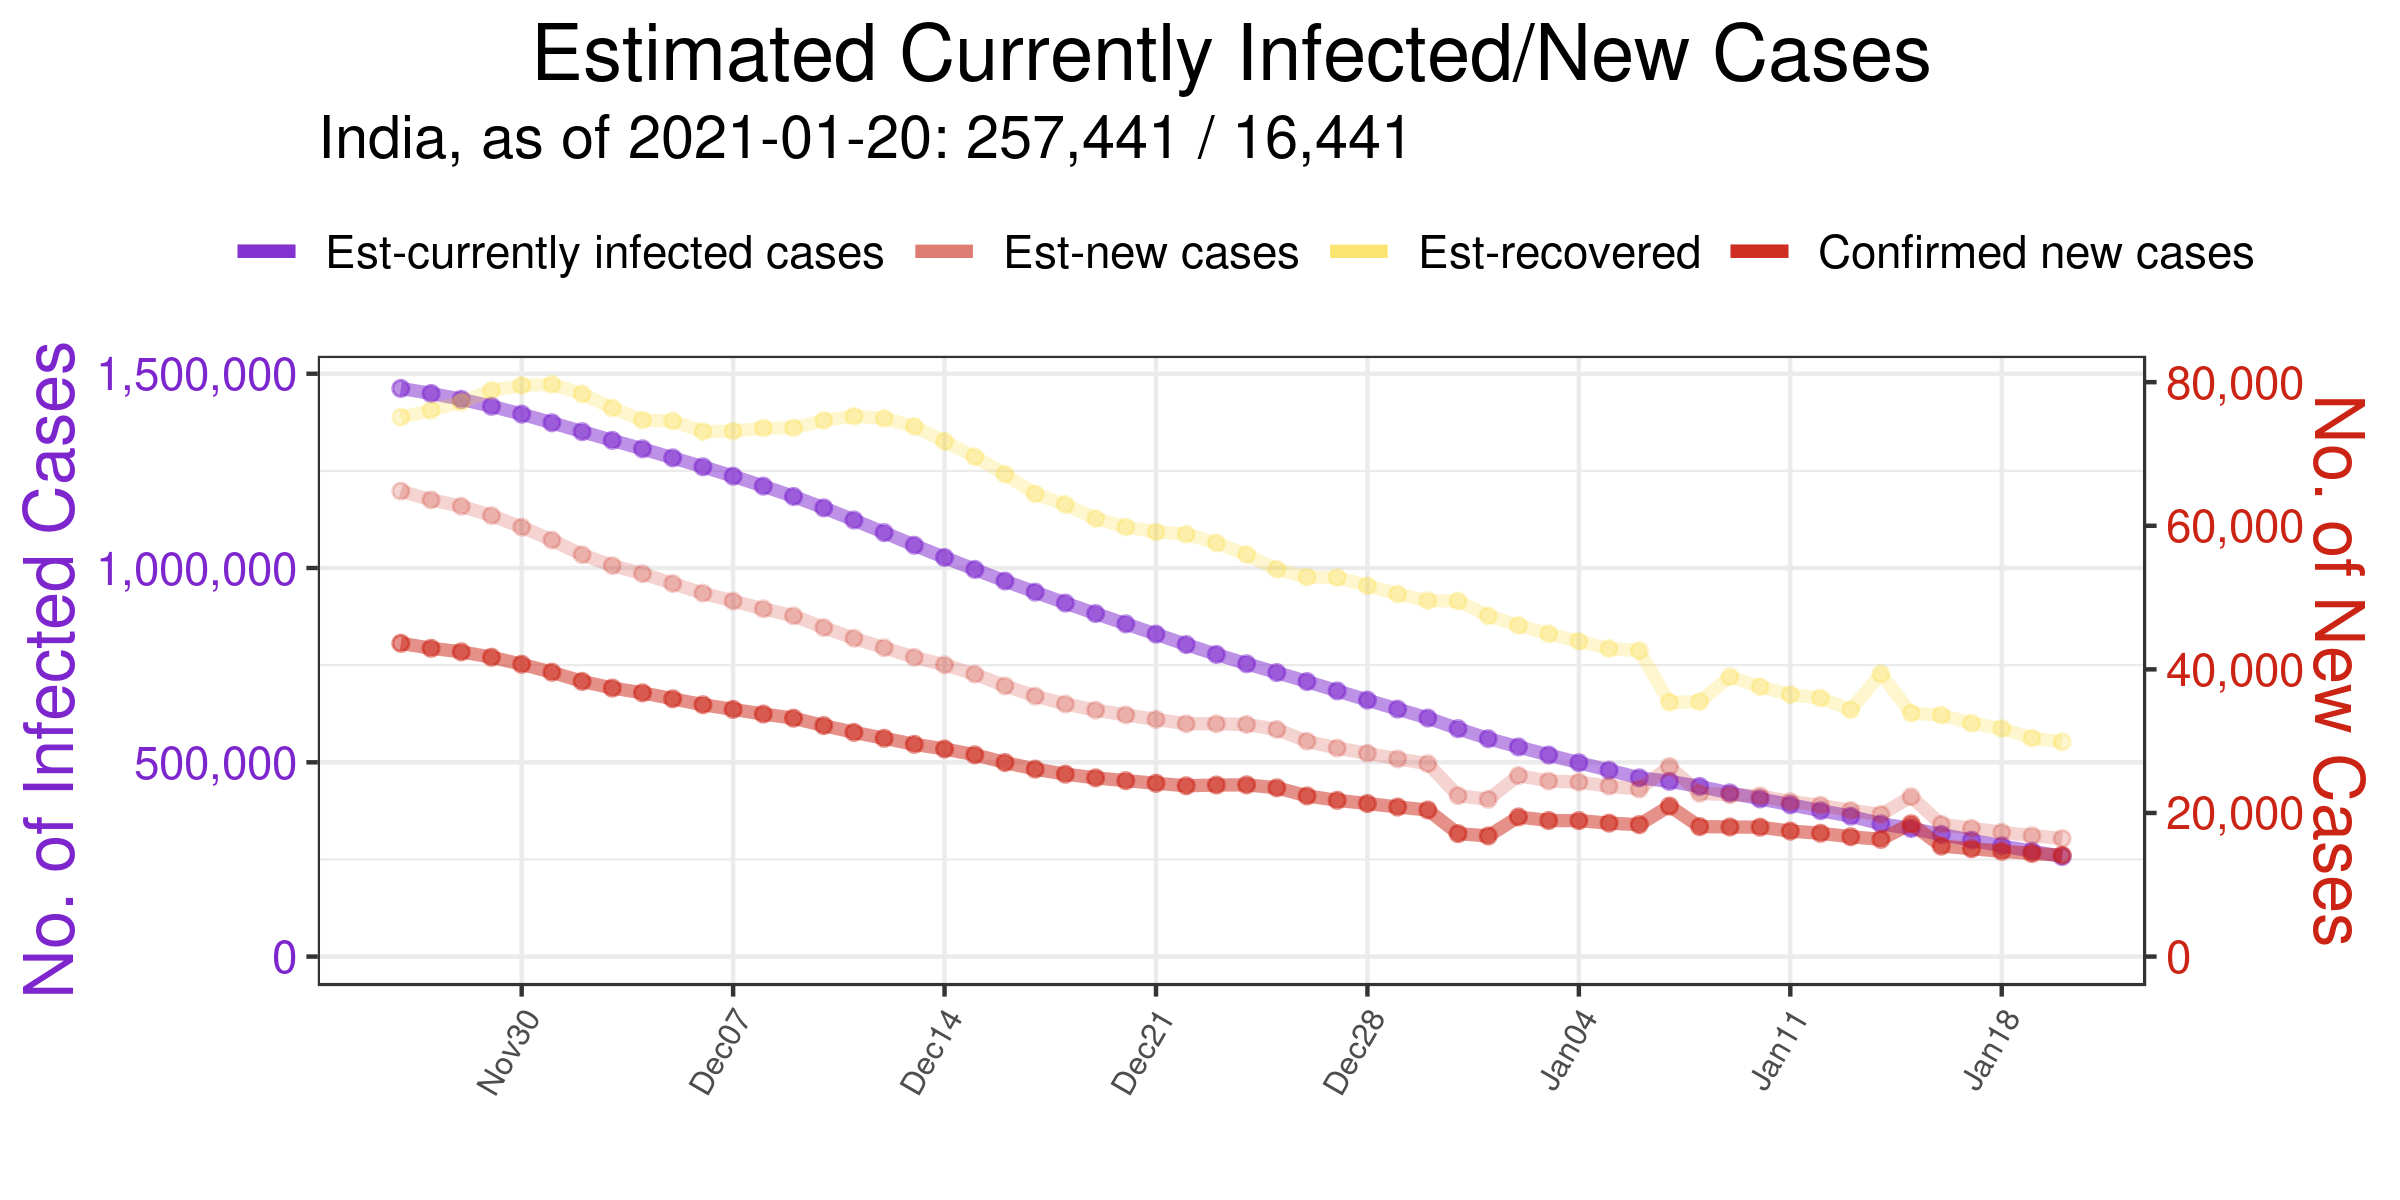 Estimated Currently Infected/New Cases
India, as of 2021-01-20: 257,441 / 16,441
Est-currently infected cases Est-new cases Est-recovered Confirmed new cases
No. of Infected Cases
1,500,000
1,000,000
500,000
0
80,000
60,000
40,000
20,000
0
No. of New Cases
Nov30 Dec07 Dec14 Dec21 Dec28 Jan04 Jan11 Jan18